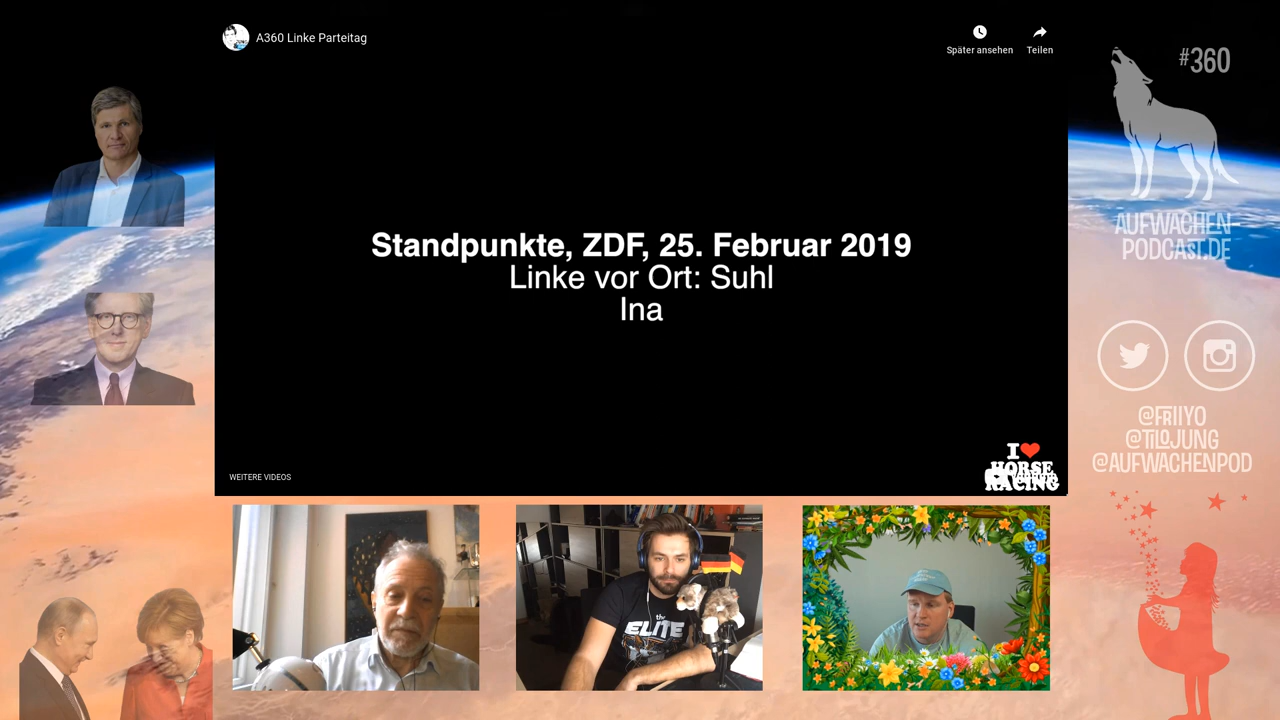 A360 Linke Parteitag
Später ansehen
Teilen
#360
AUFWACHEN
PODCAST.DE
Standpunkte, ZDF, 25. Februar 2019
Linke vor Ort: Suhl
Ina
@FRIIYO
@TILOJUNG
@AUFWACHENPOD
WEITERE VIDEOS
I
HORSE
RACING
the
ELITE